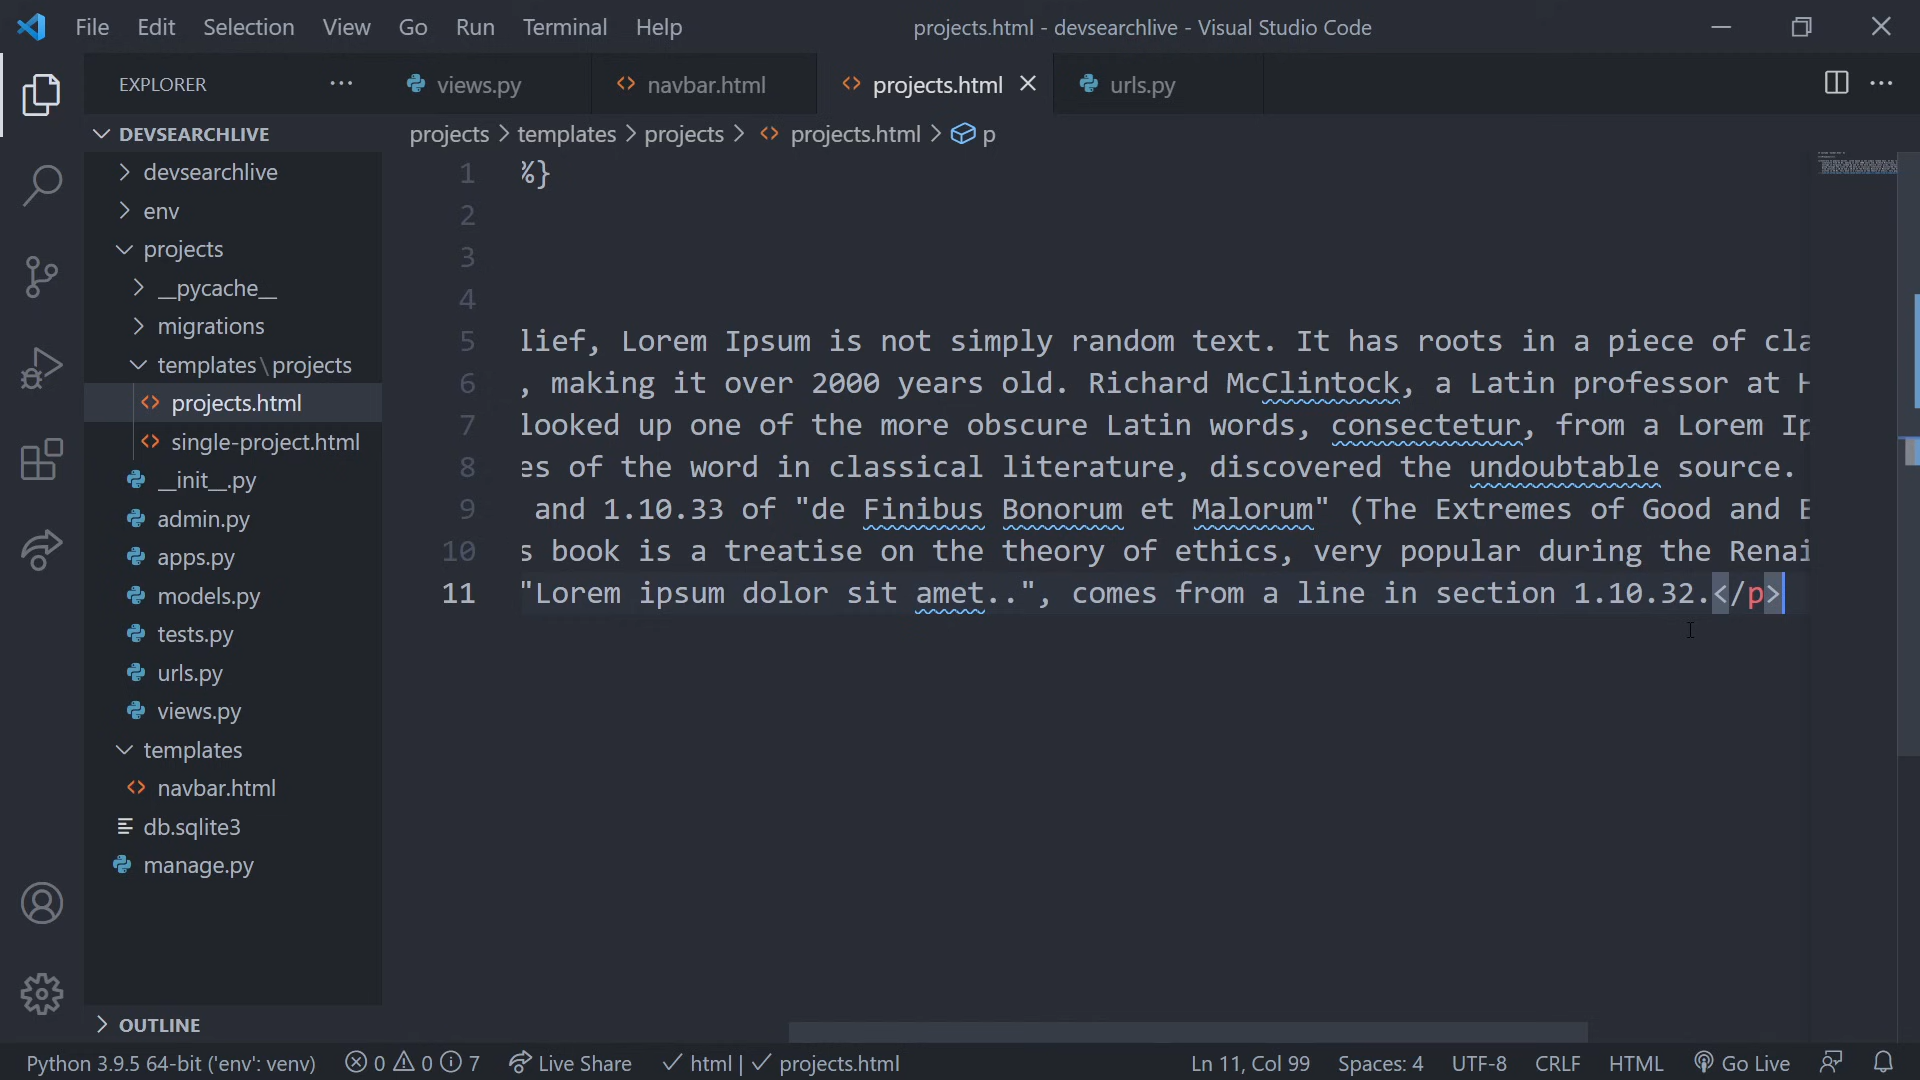 File Edit Selection View Go Run Terminal Help projects.html - devsearchlive - Visual Studio Code
EXPLORER ··· views.py navbar.html projects.html urls.py ···
DEVSEARCHLIVE
projects > templates > projects > projects.html > p
devsearchlive
env
projects
__pycache__
migrations
templates\projects
projects.html
single-project.html
__init__.py
admin.py
apps.py
models.py
tests.py
urls.py
views.py
templates
navbar.html
db.sqlite3
manage.py
OUTLINE
1 %}
2
3
4
5 lief, Lorem Ipsum is not simply random text. It has roots in a piece of cla
6 , making it over 2000 years old. Richard McClintock, a Latin professor at H
7 looked up one of the more obscure Latin words, consectetur, from a Lorem Ip
8 es of the word in classical literature, discovered the undoubtable source.
9 and 1.10.33 of "de Finibus Bonorum et Malorum" (The Extremes of Good and E
10 s book is a treatise on the theory of ethics, very popular during the Renai
11 "Lorem ipsum dolor sit amet..", comes from a line in section 1.10.32.</p>
Python 3.9.5 64-bit ('env': venv) 0 0 7 Live Share html | projects.html Ln 11, Col 99 Spaces: 4 UTF-8 CRLF HTML Go Live